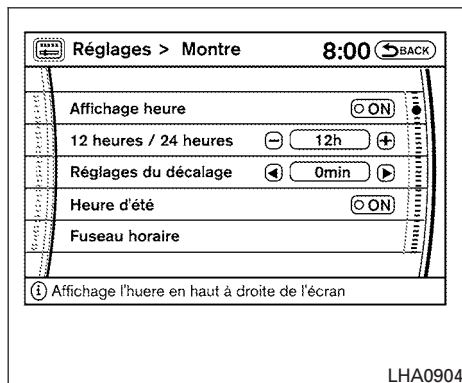 Réglages > Montre 8:00 BACK
Affichage heure ON
12 heures / 24 heures 12h
Réglages du décalage 0min
Heure d'été ON
Fuseau horaire
i Affichage l'huere en haut à droite de l'écran
LHA0904